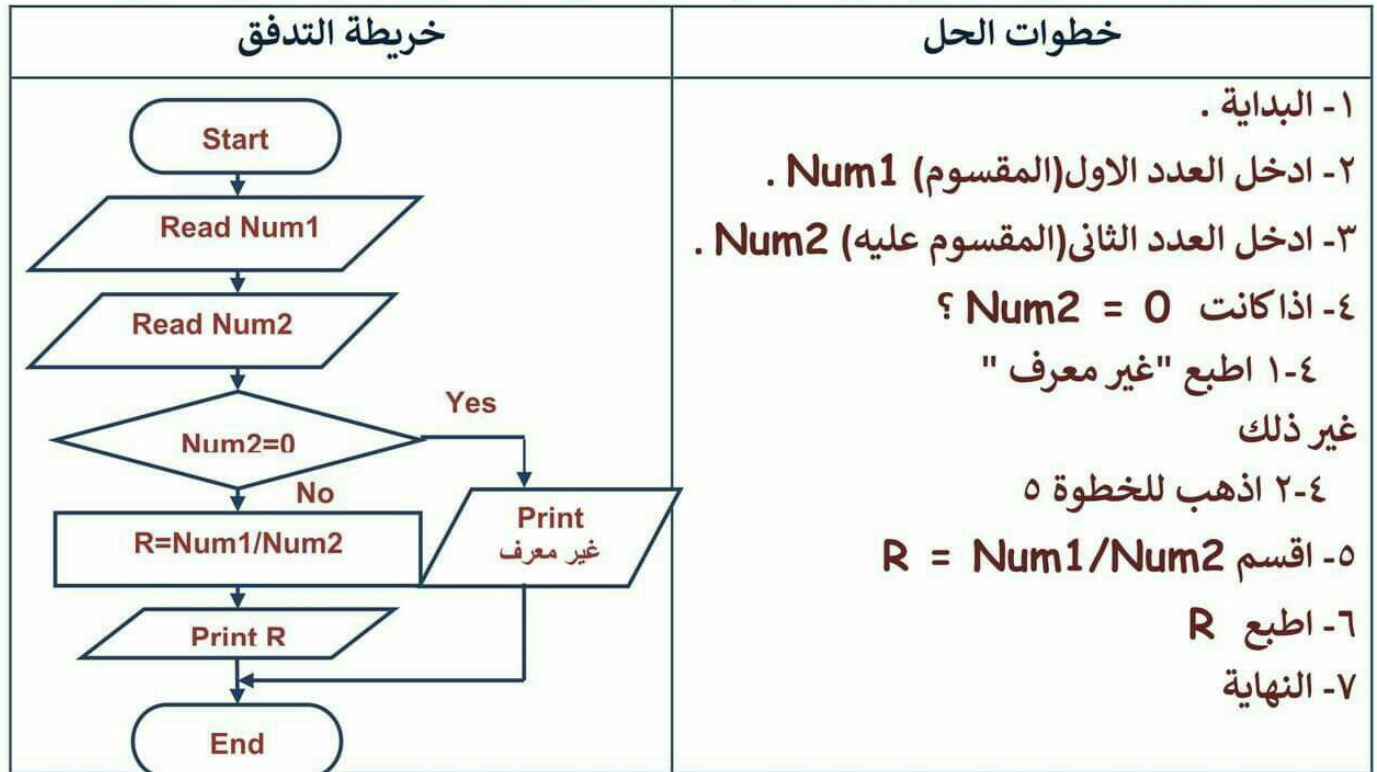 خطوات الحل
١- البداية .
٢- ادخل العدد الاول(المقسوم) Num1 .
٣- ادخل العدد الثانى(المقسوم عليه) Num2 .
٤- اذا كانت Num2 = 0 ؟
٤-١ اطبع "غير معرف "
غير ذلك
٤-٢ اذهب للخطوة ٥
٥- اقسم R = Num1/Num2
٦- اطبع R
٧- النهاية
خريطة التدفق
Start
Read Num1
Read Num2
Num2=0
Yes
No
Print
غير معرف
R=Num1/Num2
Print R
End